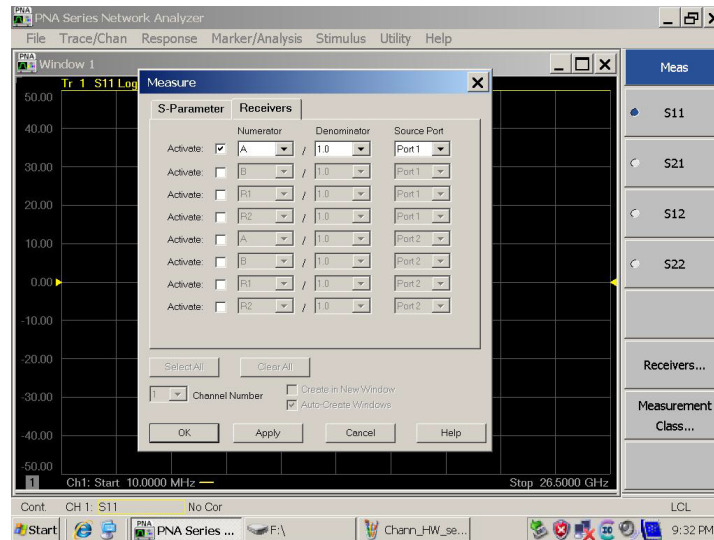 PNA
PNA Series Network Analyzer
File Trace/Chan Response Marker/Analysis Stimulus Utility Help
PNA
Window 1
Tr 1 S11 Log
50.00
40.00
30.00
20.00
10.00
0.00
-10.00
-20.00
-30.00
-40.00
-50.00
1 Ch1: Start 10.0000 MHz Stop 26.5000 GHz
Measure
S-Parameter Receivers
Numerator Denominator Source Port
Activate: A / 1.0 Port 1
Activate: B / 1.0 Port 1
Activate: R1 / 1.0 Port 1
Activate: R2 / 1.0 Port 1
Activate: A / 1.0 Port 2
Activate: B / 1.0 Port 2
Activate: R1 / 1.0 Port 2
Activate: R2 / 1.0 Port 2
Select All Clear All
1 Channel Number
Create in New Window
Auto-Create Windows
OK Apply Cancel Help
Meas
S11
S21
S12
S22
Receivers...
Measurement
Class...
Cont. CH 1: S11 No Cor LCL
Start PNA PNA Series ... F:\ Chann_HW_se... 9:32 PM